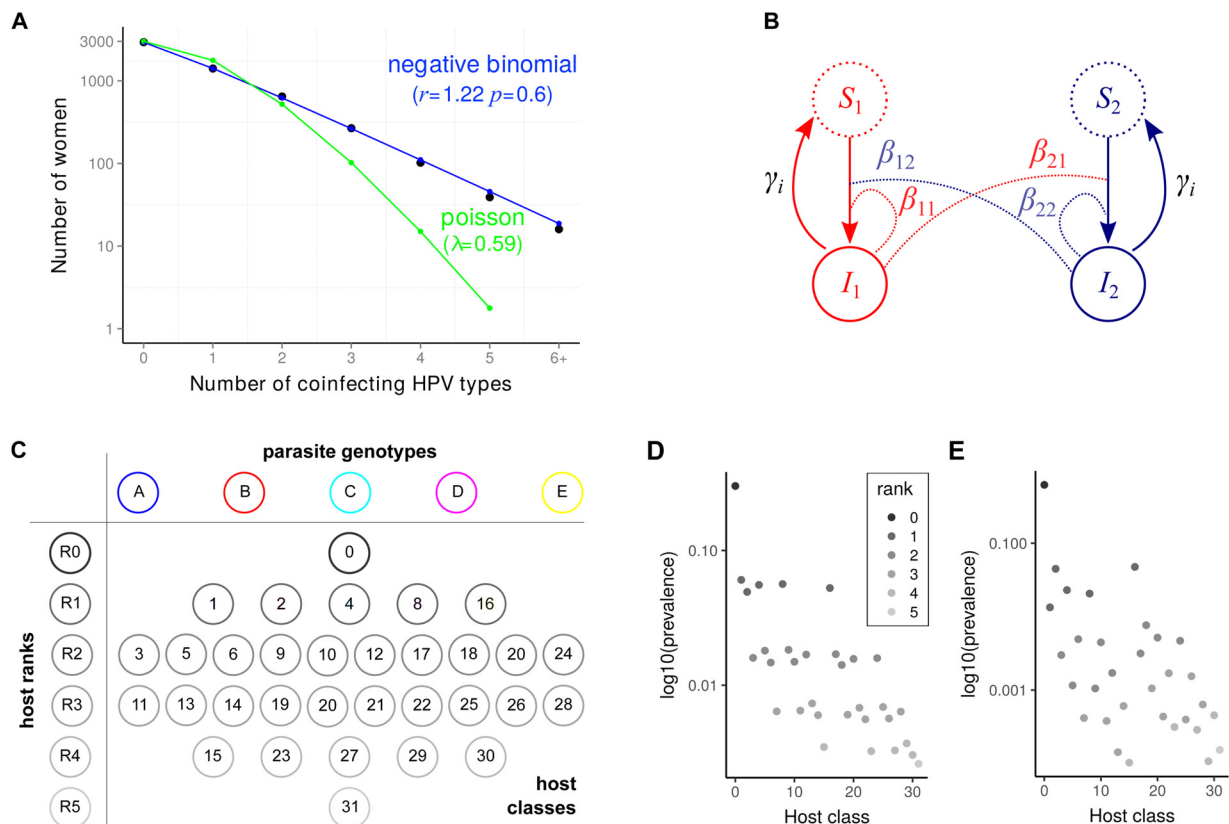 A
Number of women
3000
1000
100
10
1
negative binomial
(r=1.22 p=0.6)
poisson
(λ=0.59)
0 1 2 3 4 5 6+
Number of coinfecting HPV types
B
S1 S2
β12 β21
γi β11 β22 γi
I1 I2
C
parasite genotypes
A B C D E
host ranks
R0 0
R1 1 2 4 8 16
R2 3 5 6 9 10 12 17 18 20 24
R3 11 13 14 19 20 21 22 25 26 28
R4 15 23 27 29 30
R5 31
host
classes
D
log10(prevalence)
0.10
0.01
rank
0
1
2
3
4
5
0 10 20 30
Host class
E
log10(prevalence)
0.100
0.001
0 10 20 30
Host class